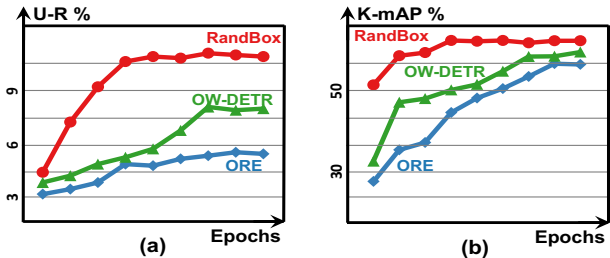 U-R %
RandBox
9
OW-DETR
6
ORE
3
Epochs
(a)
K-mAP %
RandBox
OW-DETR
50
ORE
30
Epochs
(b)